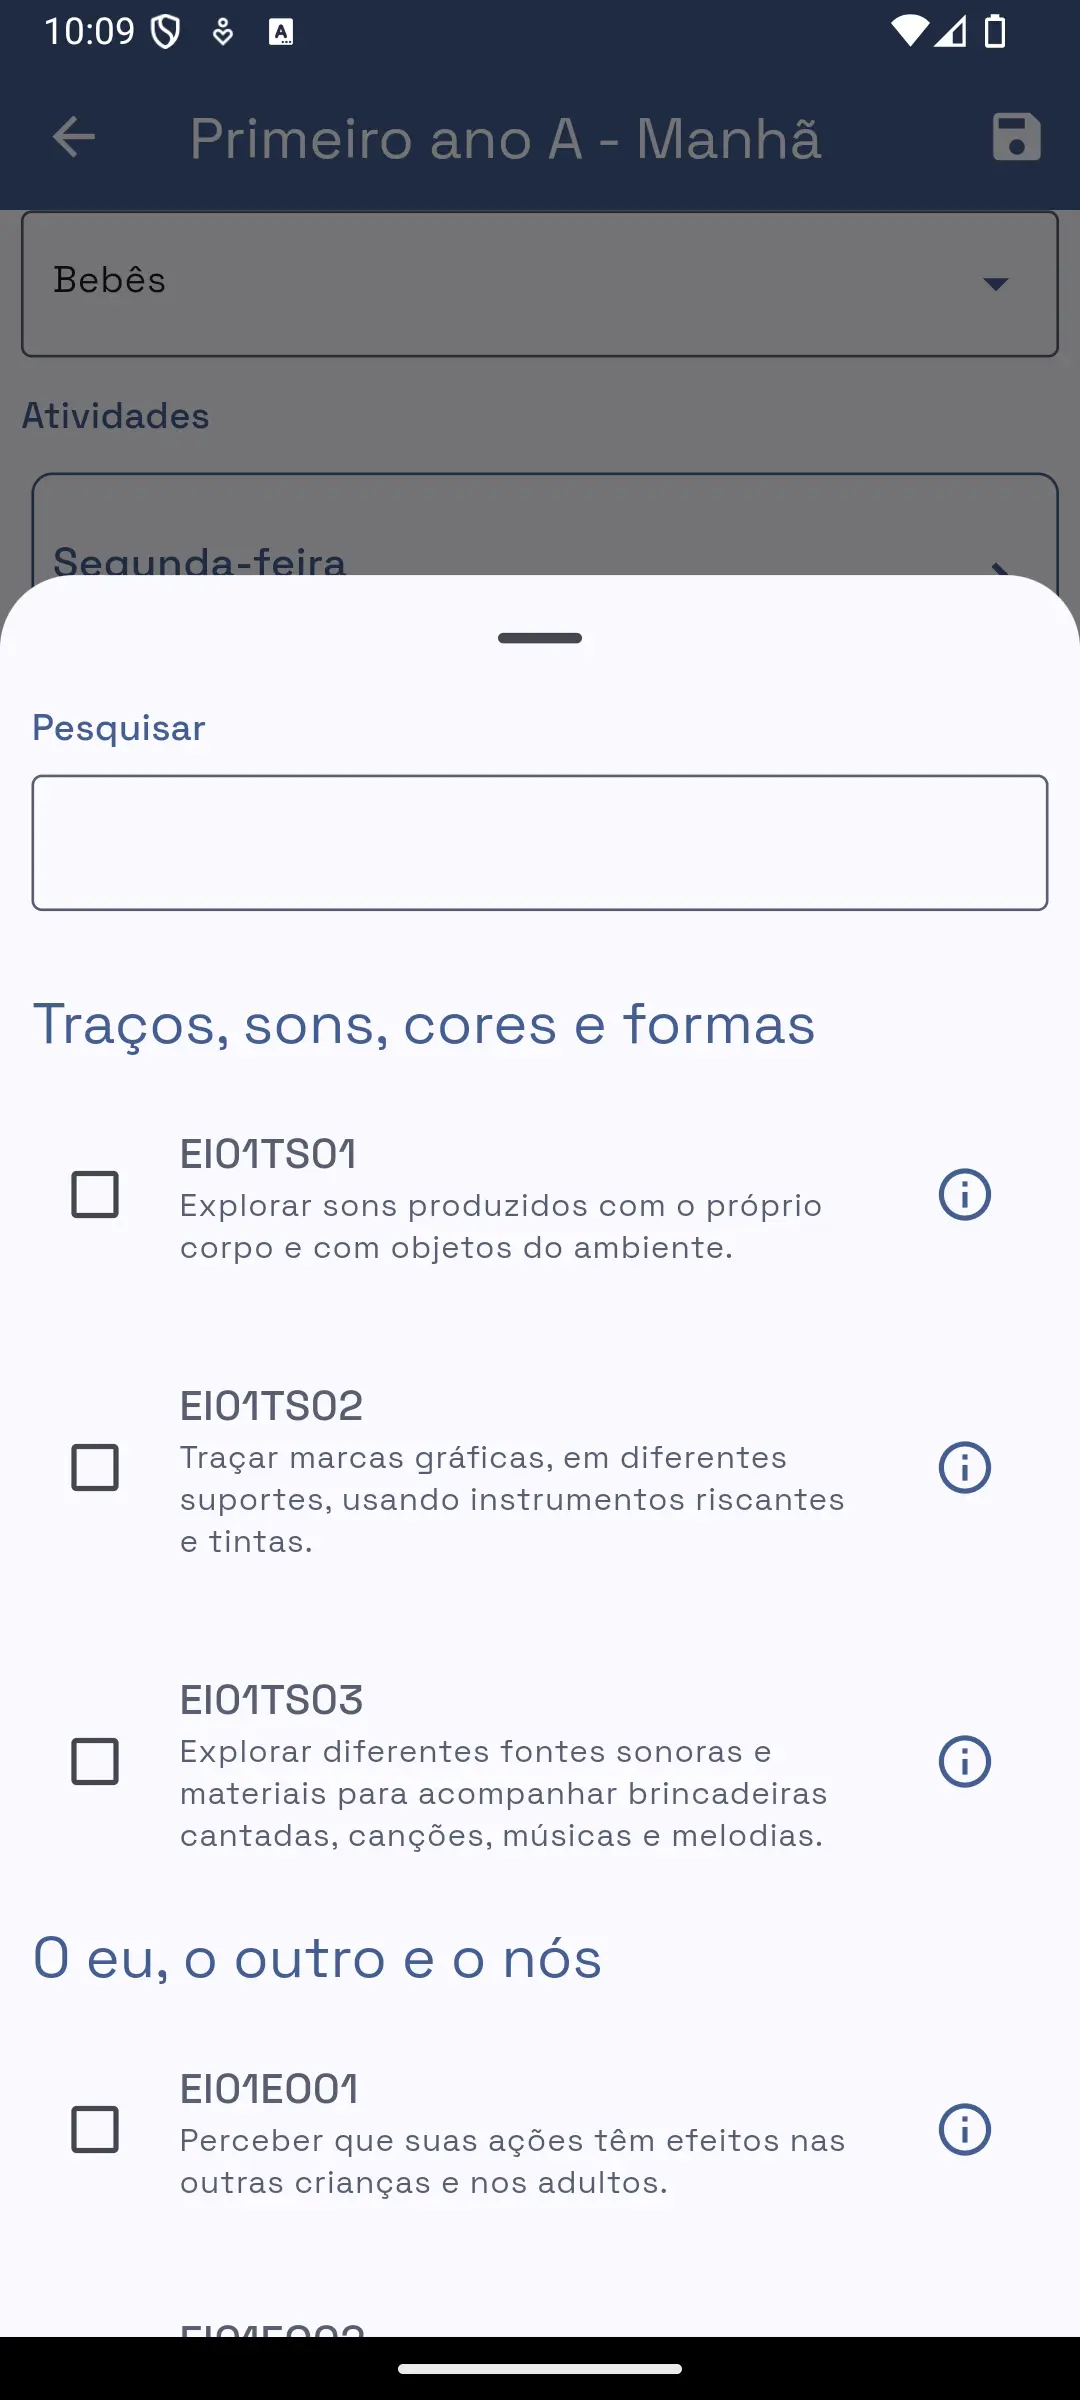 10:09
Primeiro ano A - Manhã
Bebês
Atividades
Segunda-feira
Pesquisar
Traços, sons, cores e formas
EI01TS01
Explorar sons produzidos com o próprio
corpo e com objetos do ambiente.
EI01TS02
Traçar marcas gráficas, em diferentes
suportes, usando instrumentos riscantes
e tintas.
EI01TS03
Explorar diferentes fontes sonoras e
materiais para acompanhar brincadeiras
cantadas, canções, músicas e melodias.
O eu, o outro e o nós
EI01EO01
Perceber que suas ações têm efeitos nas
outras crianças e nos adultos.
EI01EO02